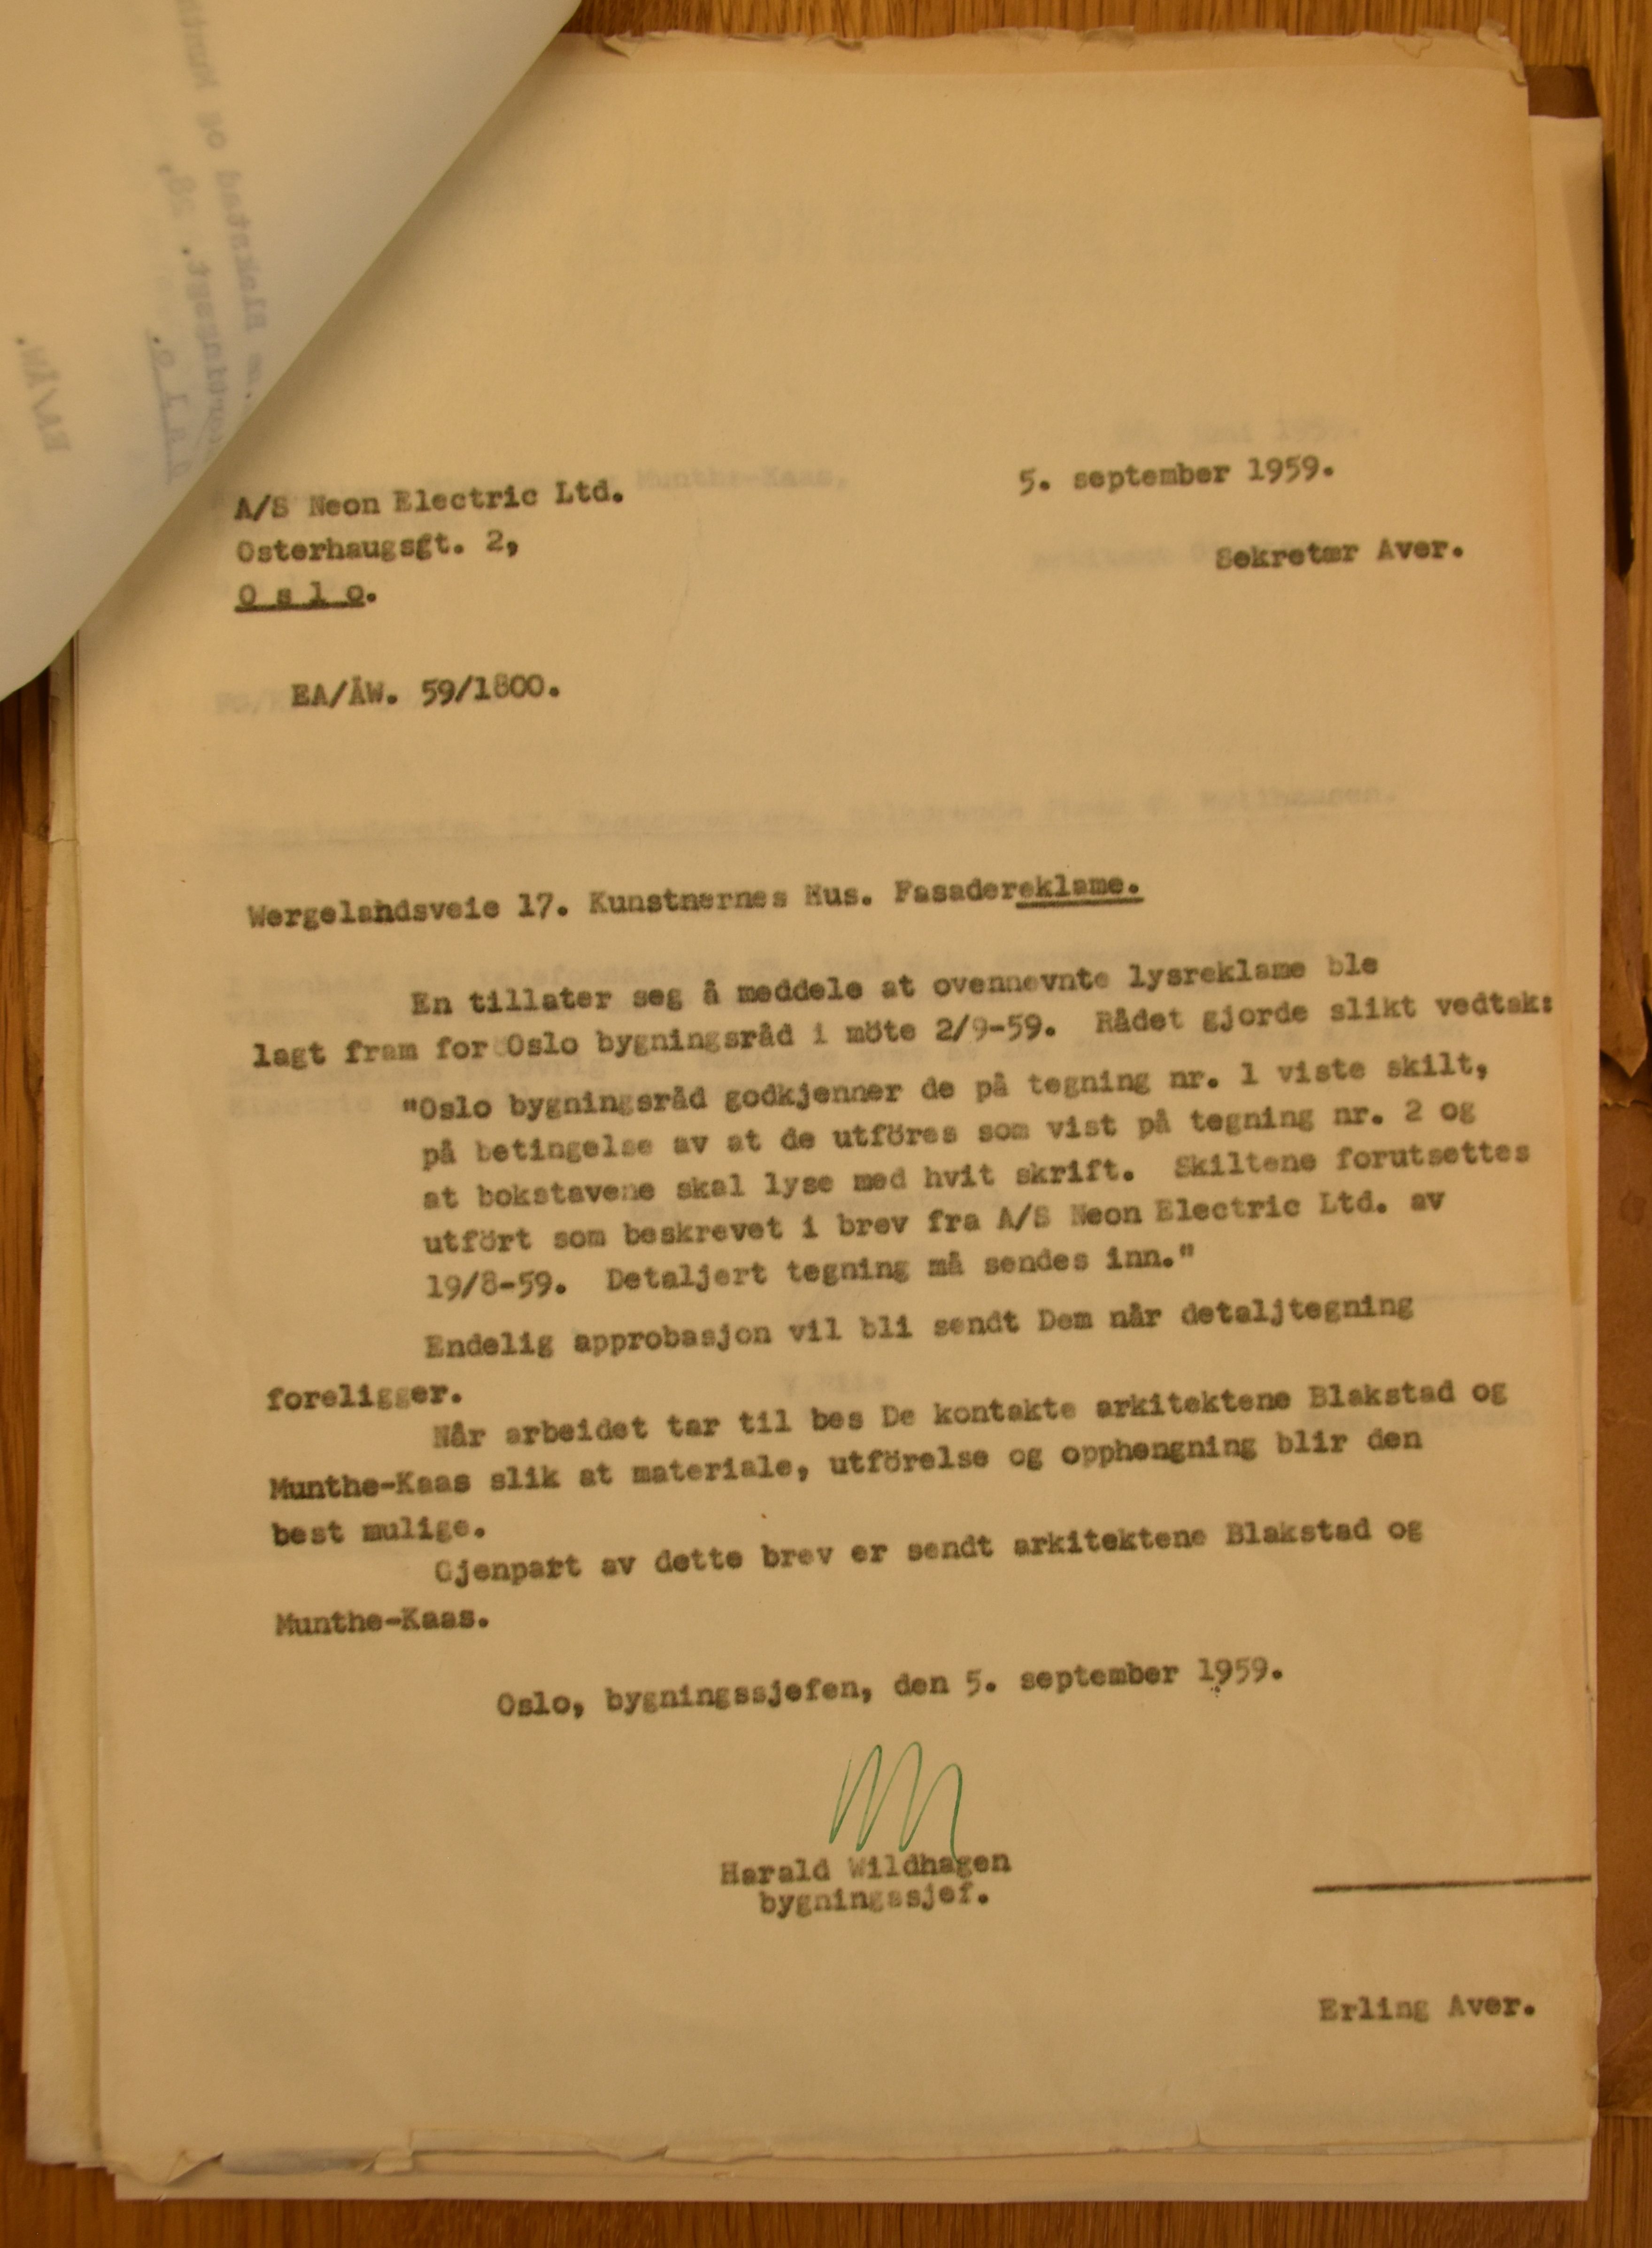 A/S Neon Electric Ltd.
5. september 1959.
Osterhaugsgt. 2,
Sekretær Aver.
O s l o.
EA/ÅW. 59/1800.
Wergelandsveie 17. Kunstnernes Hus. Fasadereklame.
En tillater seg å meddele at ovennevnte lysreklame ble
lagt fram for Oslo bygningsråd i möte 2/9-59. Rådet gjorde slikt vedtak:
"Oslo bygningsråd godkjenner de på tegning nr. 1 viste skilt,
på betingelse av at de utföres som vist på tegning nr. 2 og
at bokstavene skal lyse med hvit skrift. Skiltene forutsettes
utfört som beskrevet i brev fra A/S Neon Electric Ltd. av
19/8-59. Detaljert tegning må sendes inn."
Endelig approbasjon vil bli sendt Dem når detaljtegning
foreligger.
Når arbeidet tar til bes De kontakte arkitektene Blakstad og
Munthe-Kaas slik at materiale, utförelse og opphengning blir den
best mulige.
Gjenpart av dette brev er sendt arkitektene Blakstad og
Munthe-Kaas.
Oslo, bygningssjefen, den 5. september 1959.
Harald Wildhagen
bygningssjef.
Erling Aver.